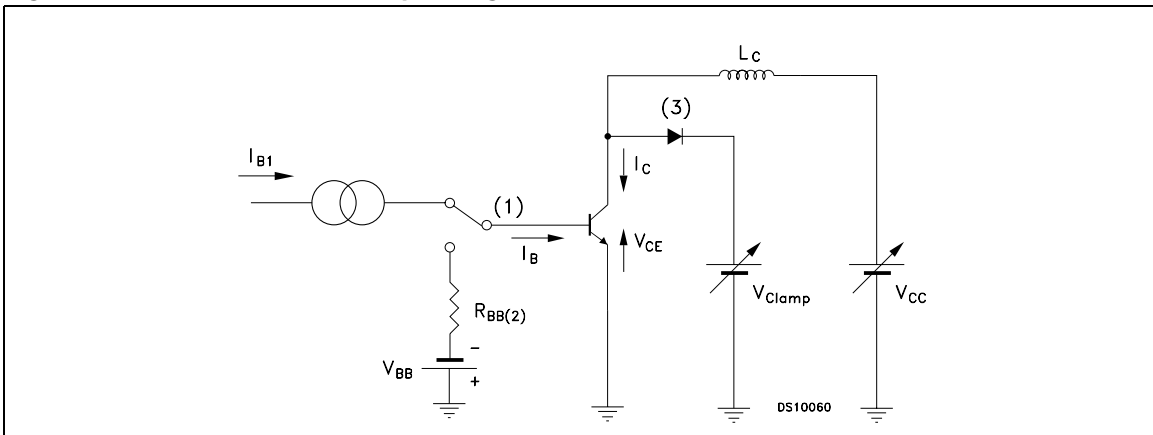 L_C
(3)
I_B1
I_C
(1)
I_B
V_CE
R_BB(2)
V_Clamp
V_CC
-
V_BB
+
DS10060